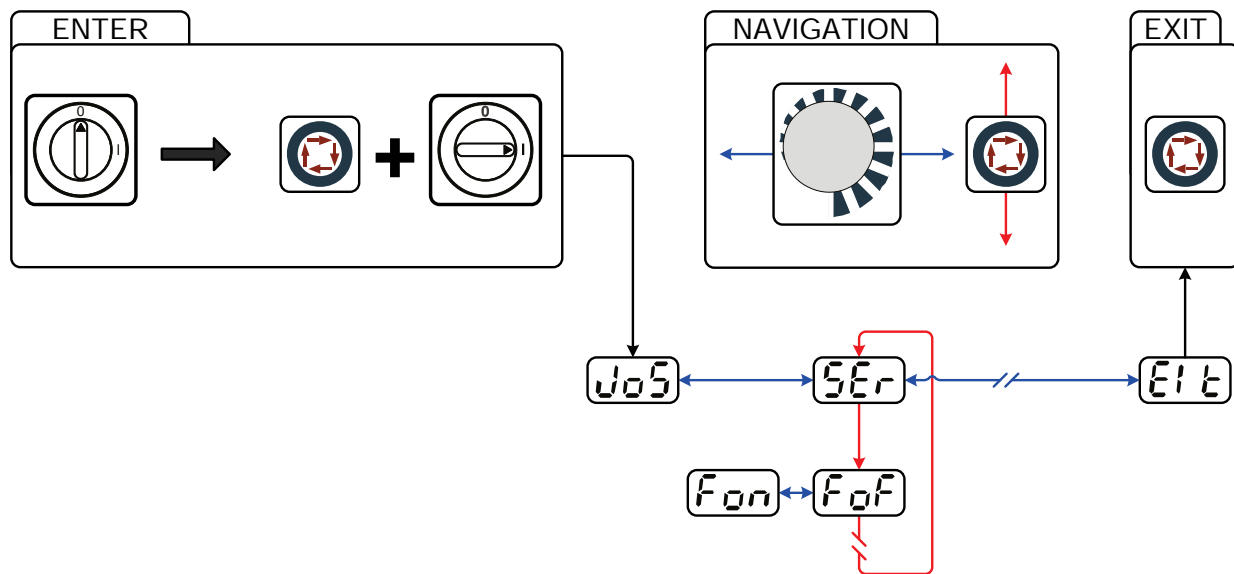 ENTER
NAVIGATION
EXIT
0
I
0
I
JoS
SEr
EIt
Fon
FoF